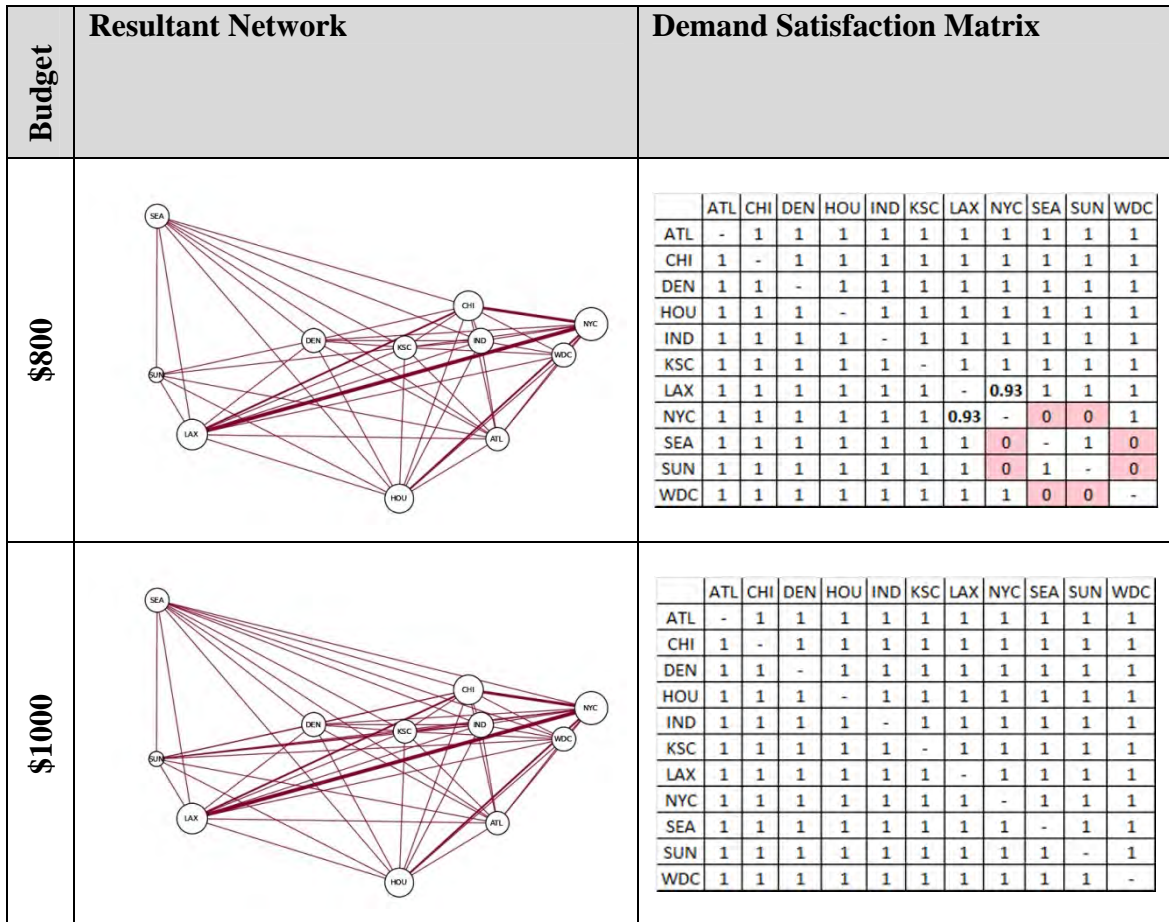 Budget
Resultant Network
Demand Satisfaction Matrix
$800
SEA
CHI
NYC
DEN
KSC
IND
WDC
SUN
LAX
ATL
HOU
ATL CHI DEN HOU IND KSC LAX NYC SEA SUN WDC
ATL - 1 1 1 1 1 1 1 1 1 1
CHI 1 - 1 1 1 1 1 1 1 1 1
DEN 1 1 - 1 1 1 1 1 1 1 1
HOU 1 1 1 - 1 1 1 1 1 1 1
IND 1 1 1 1 - 1 1 1 1 1 1
KSC 1 1 1 1 1 - 1 1 1 1 1
LAX 1 1 1 1 1 1 - 0.93 1 1 1
NYC 1 1 1 1 1 1 0.93 - 0 0 1
SEA 1 1 1 1 1 1 1 0 - 1 0
SUN 1 1 1 1 1 1 1 0 1 - 0
WDC 1 1 1 1 1 1 1 1 0 0 -
$1000
SEA
CHI
NYC
DEN
KSC
IND
WDC
SUN
LAX
ATL
HOU
ATL CHI DEN HOU IND KSC LAX NYC SEA SUN WDC
ATL - 1 1 1 1 1 1 1 1 1 1
CHI 1 - 1 1 1 1 1 1 1 1 1
DEN 1 1 - 1 1 1 1 1 1 1 1
HOU 1 1 1 - 1 1 1 1 1 1 1
IND 1 1 1 1 - 1 1 1 1 1 1
KSC 1 1 1 1 1 - 1 1 1 1 1
LAX 1 1 1 1 1 1 - 1 1 1 1
NYC 1 1 1 1 1 1 1 - 1 1 1
SEA 1 1 1 1 1 1 1 1 - 1 1
SUN 1 1 1 1 1 1 1 1 1 - 1
WDC 1 1 1 1 1 1 1 1 1 1 -